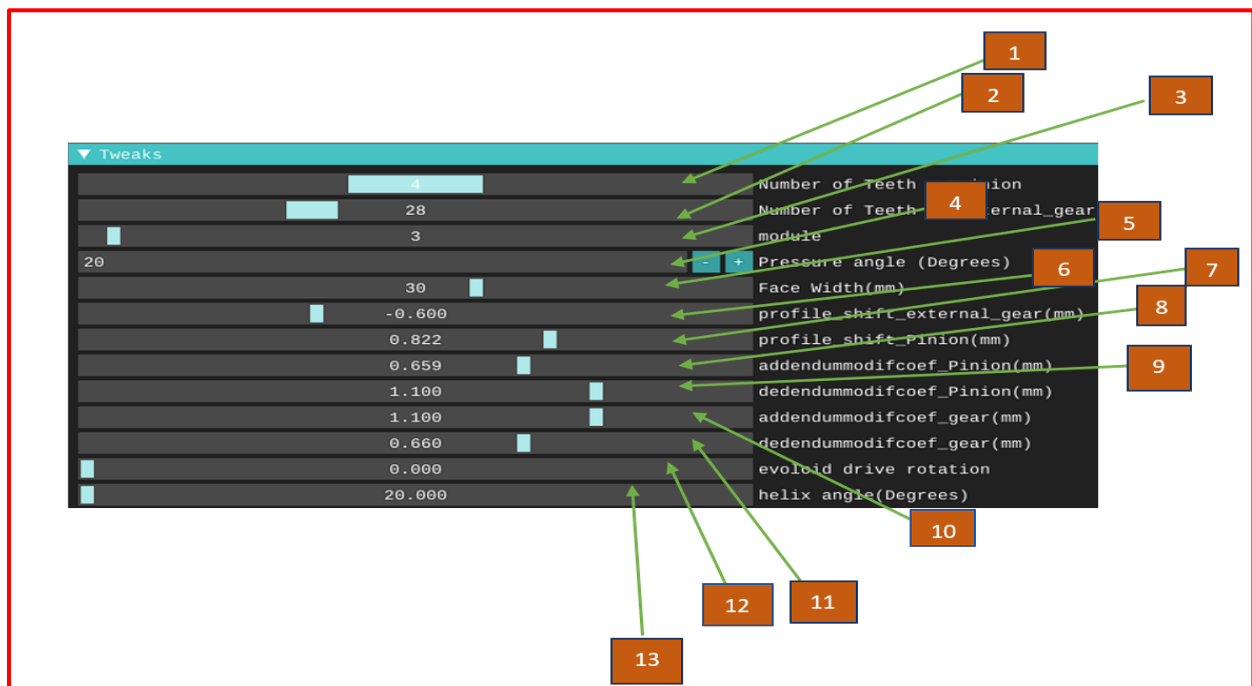 1
2
3
▼ Tweaks
4 Number of Teeth inion
28 Number of Teeth ernal_gear
4
3 module
5
20 - + Pressure angle (Degrees)
6
7
30 Face Width(mm)
8
-0.600 profile_shift_external_gear(mm)
0.822 profile_shift_Pinion(mm)
9
0.659 addendummodifcoef_Pinion(mm)
1.100 dedendummodifcoef_Pinion(mm)
1.100 addendummodifcoef_gear(mm)
0.660 dedendummodifcoef_gear(mm)
0.000 evoloid drive rotation
20.000 helix angle(Degrees)
10
12
11
13